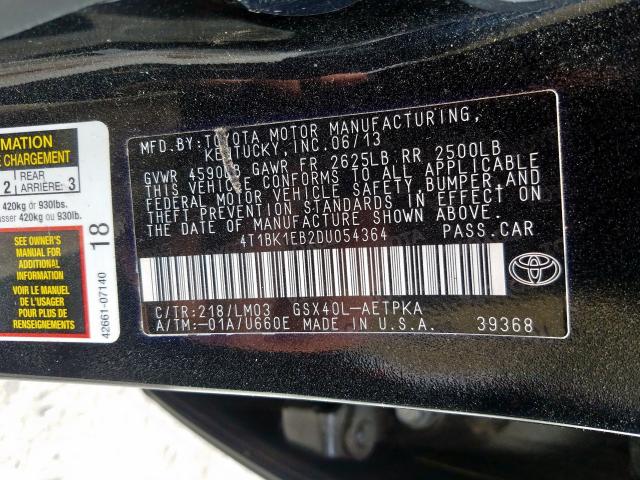 MATION
E CHARGEMENT
2
REAR
ARRIÈRE:
3
420kg or 930lbs.
asser 420kg ou 930lb.
SEE OWNER'S
MANUAL FOR
ADDITIONAL
INFORMATION
VOIR LE MANUEL
DE L'USAGER
POUR PLUS DE
RENSEIGNEMENTS
18
42661-07140
MFD.BY:TOYOTA MOTOR MANUFACTURING,
KENTUCKY, INC. 06/13
GVWR 4590LB GAWR FR 2625LB RR 2500LB
THIS VEHICLE CONFORMS TO ALL APPLICABLE
FEDERAL MOTOR VEHICLE SAFETY, BUMPER, AND
THEFT PREVENTION STANDARDS IN EFFECT ON
THE DATE OF MANUFACTURE SHOWN ABOVE.
4T1BK1EB2DU054364 PASS.CAR
C/TR:218/LM03 GSX40L-AETPKA
A/TM:-01A/U660E MADE IN U.S.A. 39368